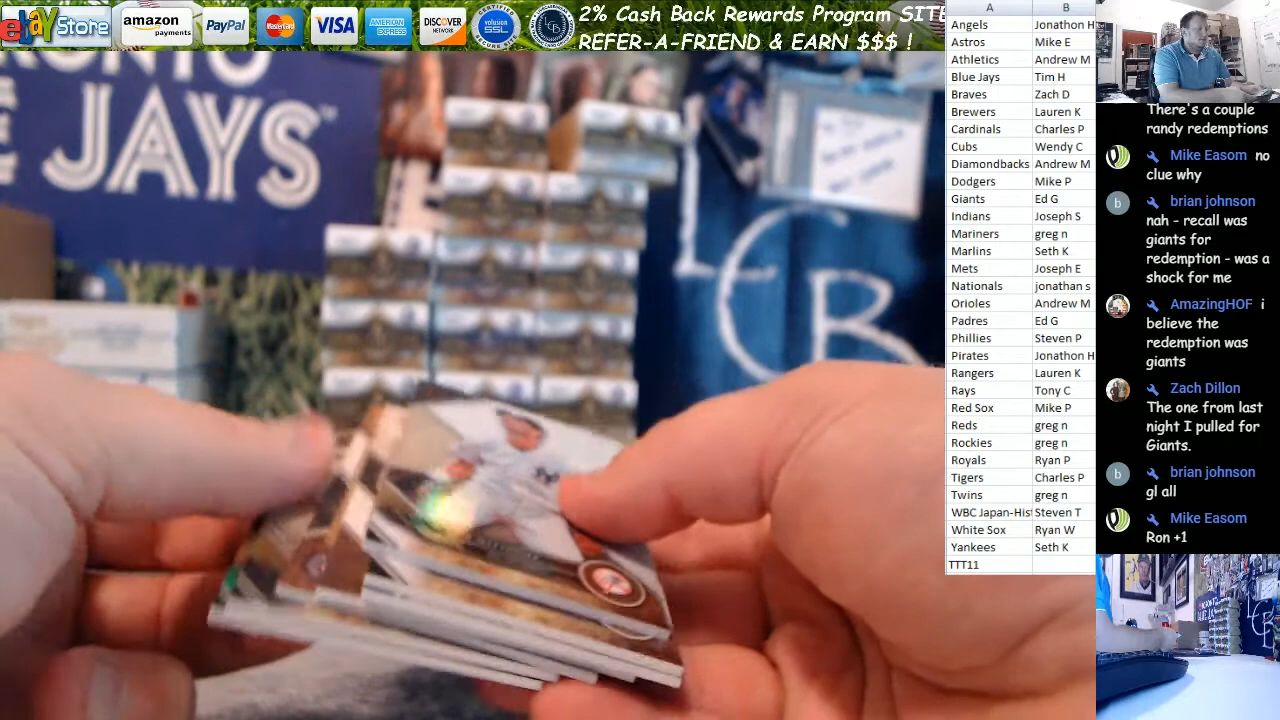 ebay Store
amazon payments
PayPal
MasterCard
VISA
AMERICAN EXPRESS
DISCOVER NETWORK
volusion SSL
CERTIFIED SECURE SITE
2% Cash Back Rewards Program SITE
REFER-A-FRIEND & EARN $$$ !
JAYS
LCB
A B
Angels Jonathon H
Astros Mike E
Athletics Andrew M
Blue Jays Tim H
Braves Zach D
Brewers Lauren K
Cardinals Charles P
Cubs Wendy C
Diamondbacks Andrew M
Dodgers Mike P
Giants Ed G
Indians Joseph S
Mariners greg n
Marlins Seth K
Mets Joseph E
Nationals jonathan s
Orioles Andrew M
Padres Ed G
Phillies Steven P
Pirates Jonathon H
Rangers Lauren K
Rays Tony C
Red Sox Mike P
Reds greg n
Rockies greg n
Royals Ryan P
Tigers Charles P
Twins greg n
WBC Japan-Hist Steven T
White Sox Ryan W
Yankees Seth K
TTT11
There's a couple
randy redemptions
Mike Easom no
clue why
b brian johnson
nah - recall was
giants for
redemption - was a
shock for me
AmazingHOF i
believe the
redemption was
giants
Zach Dillon
The one from last
night I pulled for
Giants.
b brian johnson
gl all
Mike Easom
Ron +1